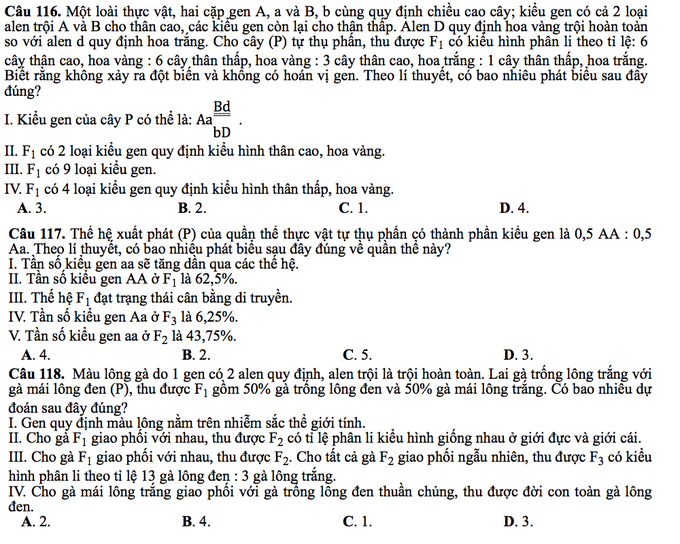 Câu 116. Một loài thực vật, hai cặp gen A, a và B, b cùng quy định chiều cao cây; kiểu gen có cả 2 loại
alen trội A và B cho thân cao, các kiểu gen còn lại cho thân thấp. Alen D quy định hoa vàng trội hoàn toàn
so với alen d quy định hoa trắng. Cho cây (P) tự thụ phấn, thu được F1 có kiểu hình phân li theo tỉ lệ: 6
cây thân cao, hoa vàng : 6 cây thân thấp, hoa vàng : 3 cây thân cao, hoa trắng : 1 cây thân thấp, hoa trắng.
Biết rằng không xảy ra đột biến và không có hoán vị gen. Theo lí thuyết, có bao nhiêu phát biểu sau đây
đúng?
I. Kiểu gen của cây P có thể là: Aa Bd/bD .
II. F1 có 2 loại kiểu gen quy định kiểu hình thân cao, hoa vàng.
III. F1 có 9 loại kiểu gen.
IV. F1 có 4 loại kiểu gen quy định kiểu hình thân thấp, hoa vàng.
A. 3. B. 2. C. 1. D. 4.
Câu 117. Thế hệ xuất phát (P) của quần thể thực vật tự thụ phấn có thành phần kiểu gen là 0,5 AA : 0,5
Aa. Theo lí thuyết, có bao nhiêu phát biểu sau đây đúng về quần thể này?
I. Tần số kiểu gen aa sẽ tăng dần qua các thế hệ.
II. Tần số kiểu gen AA ở F1 là 62,5%.
III. Thế hệ F1 đạt trạng thái cân bằng di truyền.
IV. Tần số kiểu gen Aa ở F3 là 6,25%.
V. Tần số kiểu gen aa ở F2 là 43,75%.
A. 4. B. 2. C. 5. D. 3.
Câu 118. Màu lông gà do 1 gen có 2 alen quy định, alen trội là trội hoàn toàn. Lai gà trống lông trắng với
gà mái lông đen (P), thu được F1 gồm 50% gà trống lông đen và 50% gà mái lông trắng. Có bao nhiêu dự
đoán sau đây đúng?
I. Gen quy định màu lông nằm trên nhiễm sắc thể giới tính.
II. Cho gà F1 giao phối với nhau, thu được F2 có tỉ lệ phân li kiểu hình giống nhau ở giới đực và giới cái.
III. Cho gà F1 giao phối với nhau, thu được F2. Cho tất cả gà F2 giao phối ngẫu nhiên, thu được F3 có kiểu
hình phân li theo tỉ lệ 13 gà lông đen : 3 gà lông trắng.
IV. Cho gà mái lông trắng giao phối với gà trống lông đen thuần chủng, thu được đời con toàn gà lông
đen.
A. 2. B. 4. C. 1. D. 3.